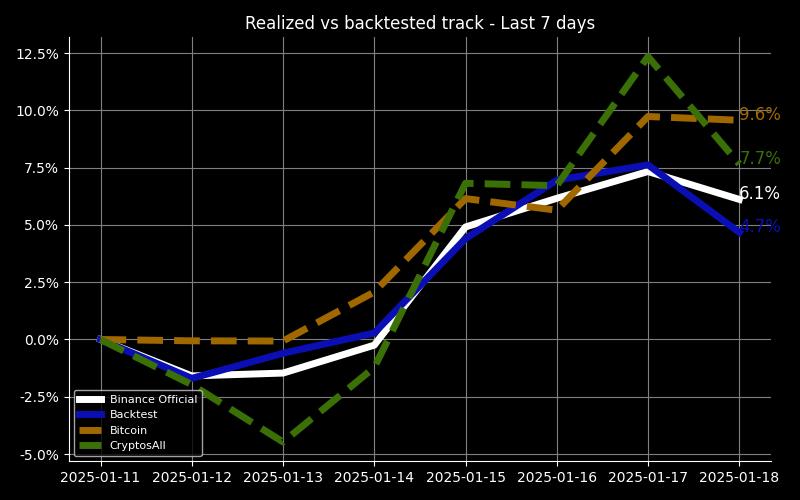 Realized vs backtested track - Last 7 days
12.5%
10.0%
7.5%
5.0%
2.5%
0.0%
-2.5%
-5.0%
9.6%
7.7%
6.1%
4.7%
Binance Official
Backtest
Bitcoin
CryptosAll
2025-01-11 2025-01-12 2025-01-13 2025-01-14 2025-01-15 2025-01-16 2025-01-17 2025-01-18